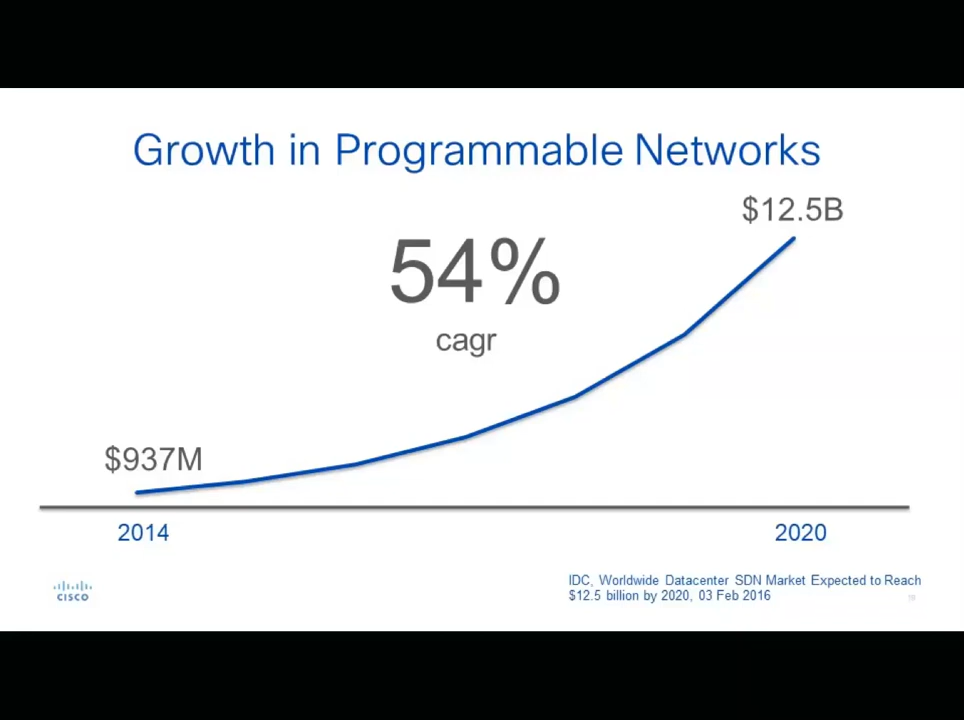 Growth in Programmable Networks
$12.5B
54%
cagr
$937M
2014
2020
CISCO
IDC, Worldwide Datacenter SDN Market Expected to Reach
$12.5 billion by 2020, 03 Feb 2016